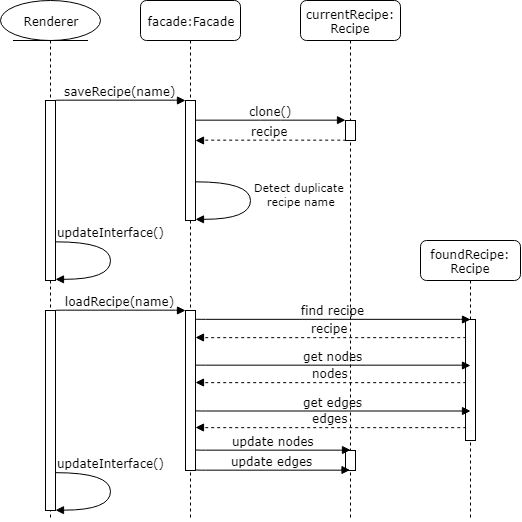 Renderer
facade:Facade
currentRecipe:
Recipe
saveRecipe(name)
clone()
recipe
Detect duplicate
recipe name
updateInterface()
foundRecipe:
Recipe
loadRecipe(name)
find recipe
recipe
get nodes
nodes
get edges
edges
update nodes
updateInterface()
update edges